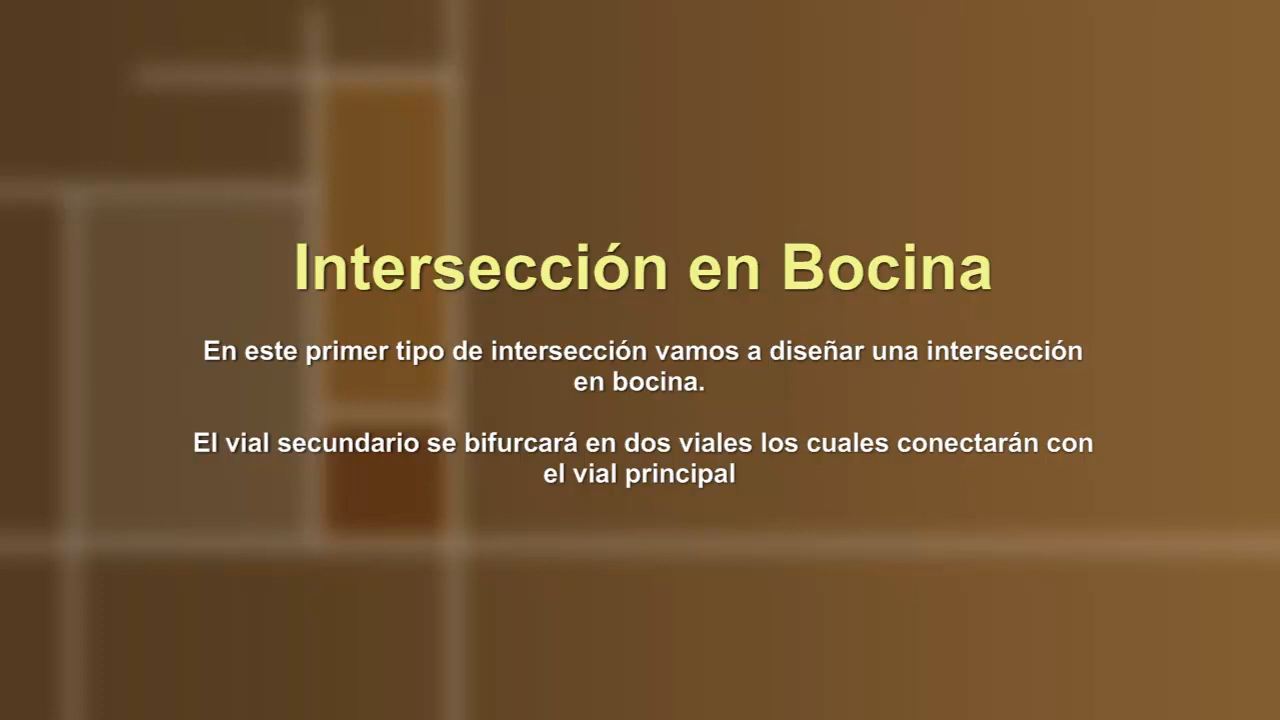 Intersección en Bocina
En este primer tipo de intersección vamos a diseñar una intersección
en bocina.
El vial secundario se bifurcará en dos viales los cuales conectarán con
el vial principal